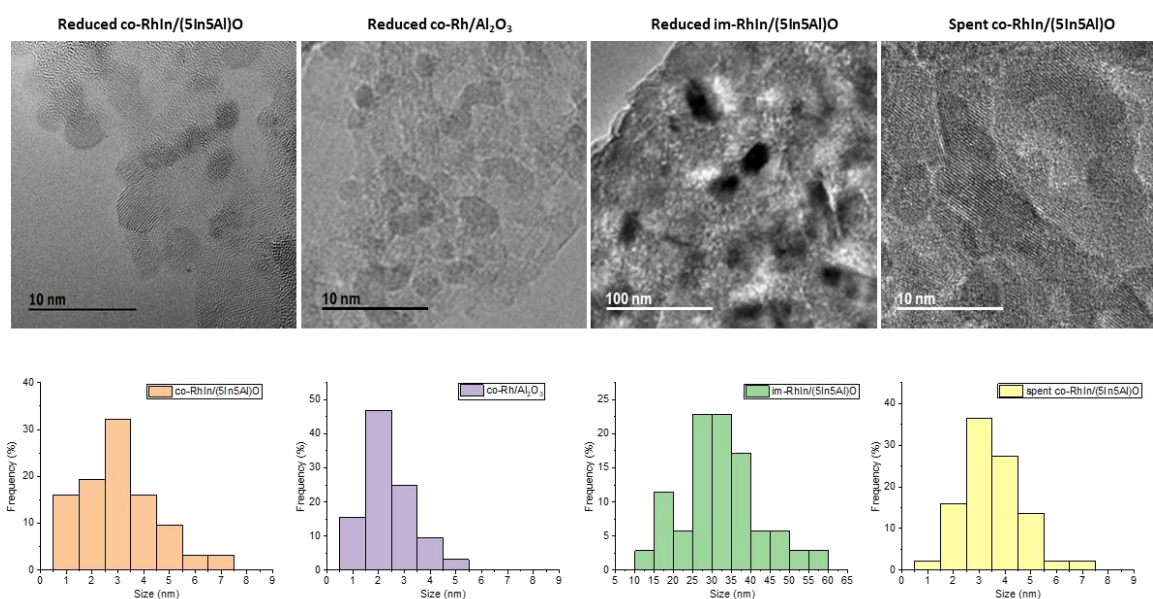 Reduced co-RhIn/(5In5Al)O
Reduced co-Rh/Al₂O₃
Reduced im-RhIn/(5In5Al)O
Spent co-RhIn/(5In5Al)O
10 nm
10 nm
100 nm
10 nm
40
30
20
10
0
Frequency (%)
co-RhIn/(5In5Al)O
0 1 2 3 4 5 6 7 8 9
Size (nm)
50
40
30
20
10
0
Frequency (%)
co-Rh/Al₂O₃
0 1 2 3 4 5 6 7 8 9
Size (nm)
25
20
15
10
5
0
Frequency (%)
im-RhIn/(5In5Al)O
5 10 15 20 25 30 35 40 45 50 55 60 65
Size (nm)
40
30
20
10
0
Frequency (%)
spent co-RhIn/(5In5Al)O
0 1 2 3 4 5 6 7 8 9
Size (nm)